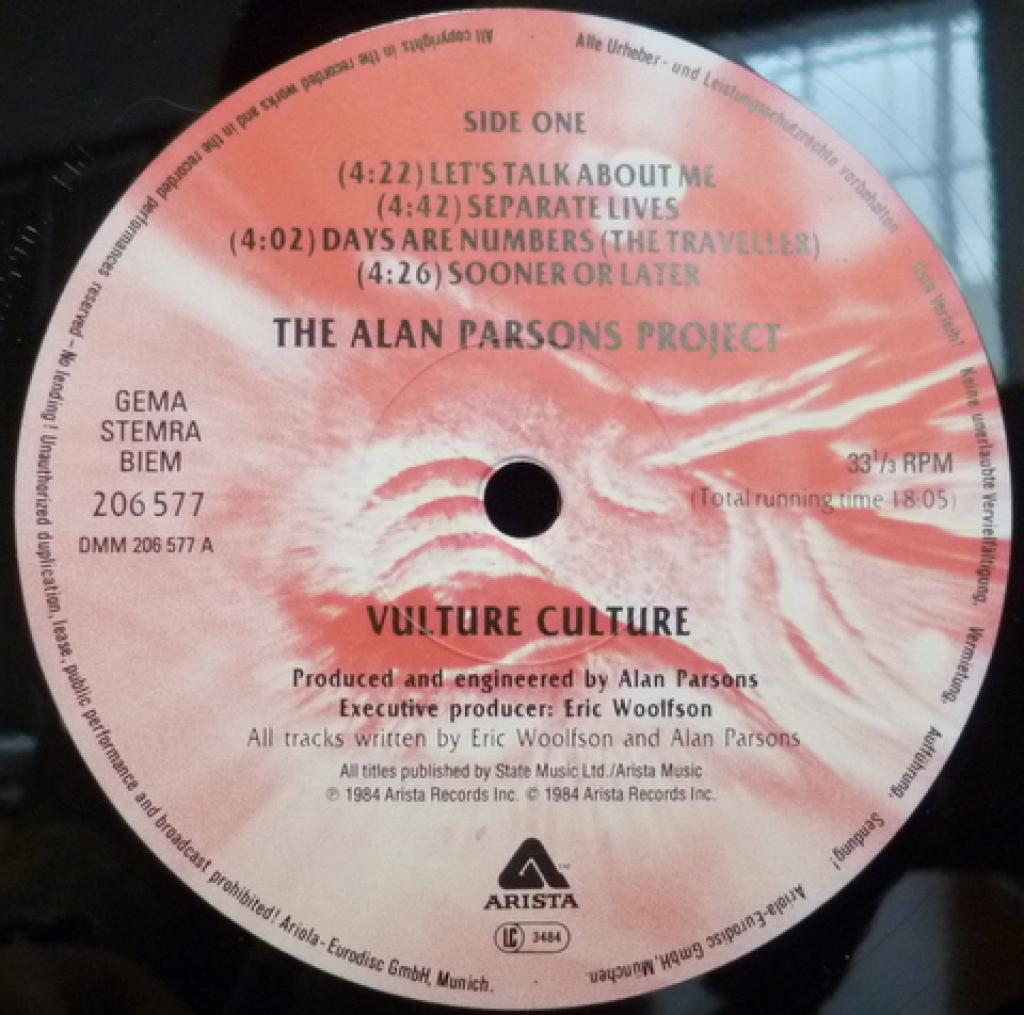 SIDE ONE
(4:22) LET'S TALK ABOUT ME
(4:42) SEPARATE LIVES
(4:02) DAYS ARE NUMBERS (THE TRAVELLER)
(4:26) SOONER OR LATER
THE ALAN PARSONS PROJECT
GEMA
STEMRA
BIEM
206 577
DMM 206 577 A
33 1/3 RPM
(Total running time 18:05)
VULTURE CULTURE
Produced and engineered by Alan Parsons
Executive producer: Eric Woolfson
All tracks written by Eric Woolfson and Alan Parsons
All titles published by State Music Ltd./Arista Music
℗ 1984 Arista Records Inc. © 1984 Arista Records Inc.
ARISTA™
LC 3484
Alle Urheber- und Leistungsschutzrechte vorbehalten. Kein Verleih! Keine unerlaubte Vervielfältigung, Vermietung, Aufführung, Sendung! Ariola-Eurodisc GmbH, München.
All copyrights in the recorded works and in the recorded performances reserved - No lending! Unauthorized duplication, lease, public performance and broadcast prohibited! Ariola-Eurodisc GmbH, Munich.